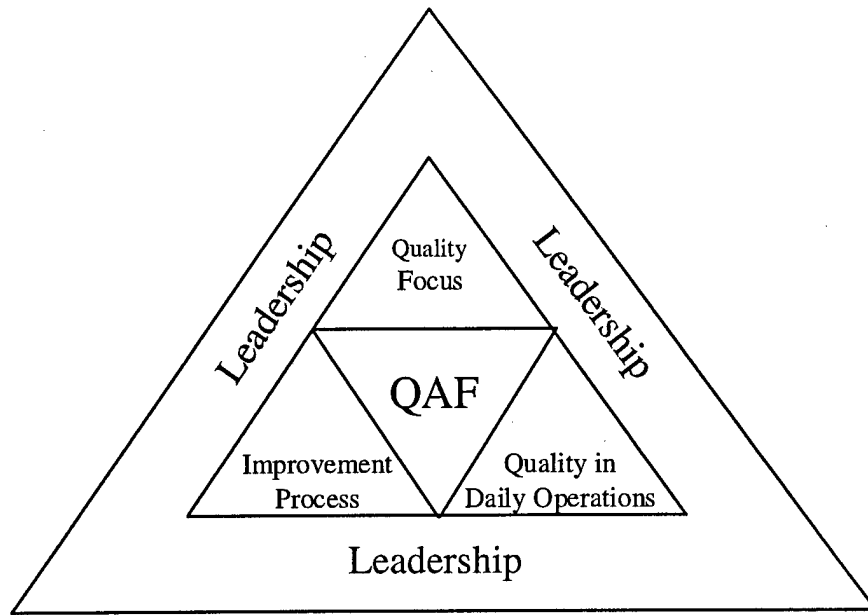 Leadership
Leadership
Quality
Focus
QAF
Improvement
Process
Quality in
Daily Operations
Leadership